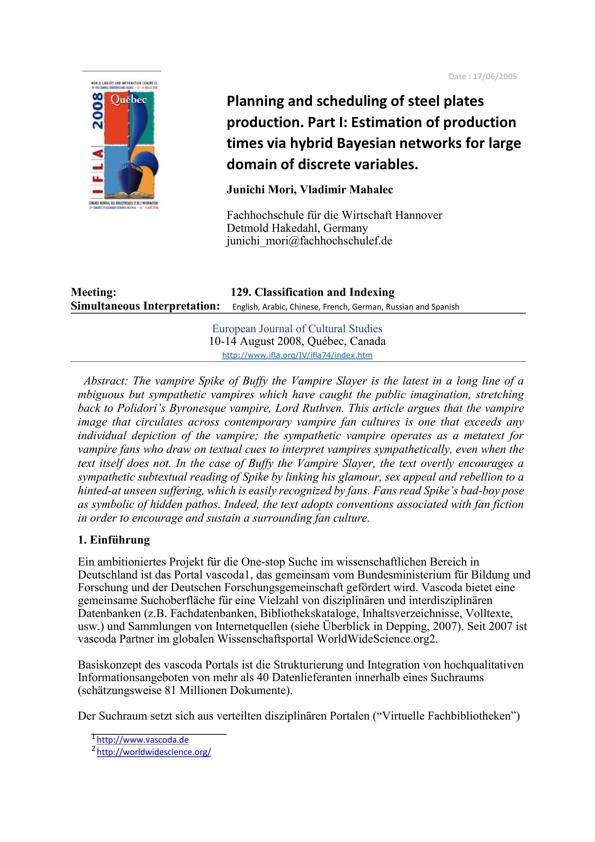 Date : 17/06/2005
WORLD LIBRARY AND INFORMATION CONGRESS:
2008
Québec
IFLA
Planning and scheduling of steel plates
production. Part I: Estimation of production
times via hybrid Bayesian networks for large
domain of discrete variables.
Junichi Mori, Vladimir Mahalec
Fachhochschule für die Wirtschaft Hannover
Detmold Hakedahl, Germany
junichi_mori@fachhochschulef.de
Meeting: 129. Classification and Indexing
Simultaneous Interpretation: English, Arabic, Chinese, French, German, Russian and Spanish
European Journal of Cultural Studies
10-14 August 2008, Québec, Canada
http://www.ifla.org/IV/ifla74/index.htm
Abstract: The vampire Spike of Buffy the Vampire Slayer is the latest in a long line of a
mbiguous but sympathetic vampires which have caught the public imagination, stretching
back to Polidori’s Byronesque vampire, Lord Ruthven. This article argues that the vampire
image that circulates across contemporary vampire fan cultures is one that exceeds any
individual depiction of the vampire; the sympathetic vampire operates as a metatext for
vampire fans who draw on textual cues to interpret vampires sympathetically, even when the
text itself does not. In the case of Buffy the Vampire Slayer, the text overtly encourages a
sympathetic subtextual reading of Spike by linking his glamour, sex appeal and rebellion to a
hinted-at unseen suffering, which is easily recognized by fans. Fans read Spike’s bad-boy pose
as symbolic of hidden pathos. Indeed, the text adopts conventions associated with fan fiction
in order to encourage and sustain a surrounding fan culture.
1. Einführung
Ein ambitioniertes Projekt für die One-stop Suche im wissenschaftlichen Bereich in
Deutschland ist das Portal vascoda1, das gemeinsam vom Bundesministerium für Bildung und
Forschung und der Deutschen Forschungsgemeinschaft gefördert wird. Vascoda bietet eine
gemeinsame Suchoberfläche für eine Vielzahl von disziplinären und interdisziplinären
Datenbanken (z.B. Fachdatenbanken, Bibliothekskataloge, Inhaltsverzeichnisse, Volltexte,
usw.) und Sammlungen von Internetquellen (siehe Überblick in Depping, 2007). Seit 2007 ist
vascoda Partner im globalen Wissenschaftsportal WorldWideScience.org2.
Basiskonzept des vascoda Portals ist die Strukturierung und Integration von hochqualitativen
Informationsangeboten von mehr als 40 Datenlieferanten innerhalb eines Suchraums
(schätzungsweise 81 Millionen Dokumente).
Der Suchraum setzt sich aus verteilten disziplinären Portalen (“Virtuelle Fachbibliotheken”)
1 http://www.vascoda.de
2 http://worldwidescience.org/